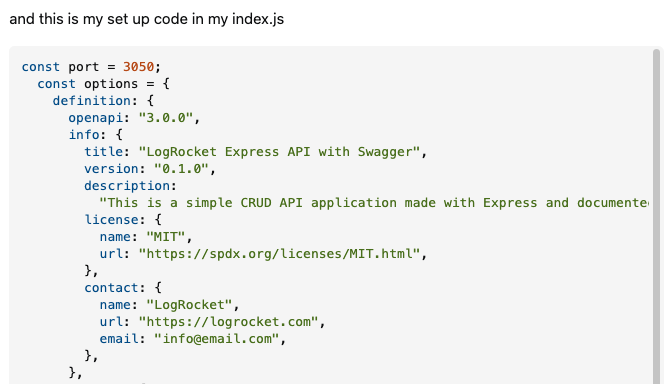 and this is my set up code in my index.js
const port = 3050;
const options = {
definition: {
openapi: "3.0.0",
info: {
title: "LogRocket Express API with Swagger",
version: "0.1.0",
description:
"This is a simple CRUD API application made with Express and documente
license: {
name: "MIT",
url: "https://spdx.org/licenses/MIT.html",
},
contact: {
name: "LogRocket",
url: "https://logrocket.com",
email: "info@email.com",
},
},